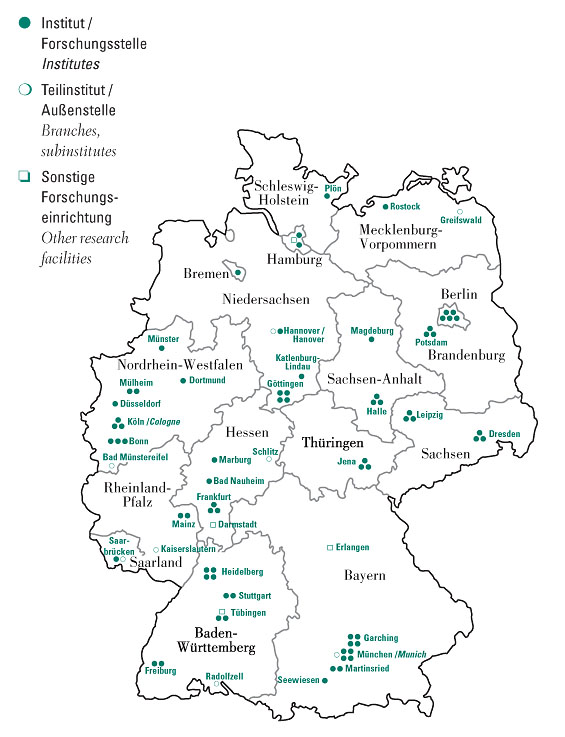 Institut /
Forschungsstelle
Institutes
Teilinstitut /
Außenstelle
Branches,
subinstitutes
Sonstige
Forschungs-
einrichtung
Other research
facilities
Schleswig-
Holstein
Plön
Rostock
Greifswald
Mecklenburg-
Vorpommern
Hamburg
Bremen
Niedersachsen
Berlin
Hannover /
Hanover
Magdeburg
Potsdam
Brandenburg
Münster
Nordrhein-Westfalen
Katlenburg-
Lindau
Sachsen-Anhalt
Mülheim
Dortmund
Göttingen
Düsseldorf
Halle
Leipzig
Köln /Cologne
Hessen
Thüringen
Dresden
Bonn
Sachsen
Bad Münstereifel
Marburg
Schlitz
Jena
Rheinland-
Pfalz
Bad Nauheim
Frankfurt
Mainz
Darmstadt
Saar-
brücken
Kaiserslautern
Saarland
Erlangen
Heidelberg
Bayern
Stuttgart
Tübingen
Baden-
Württemberg
Garching
München /Munich
Martinsried
Freiburg
Radolfzell
Seewiesen